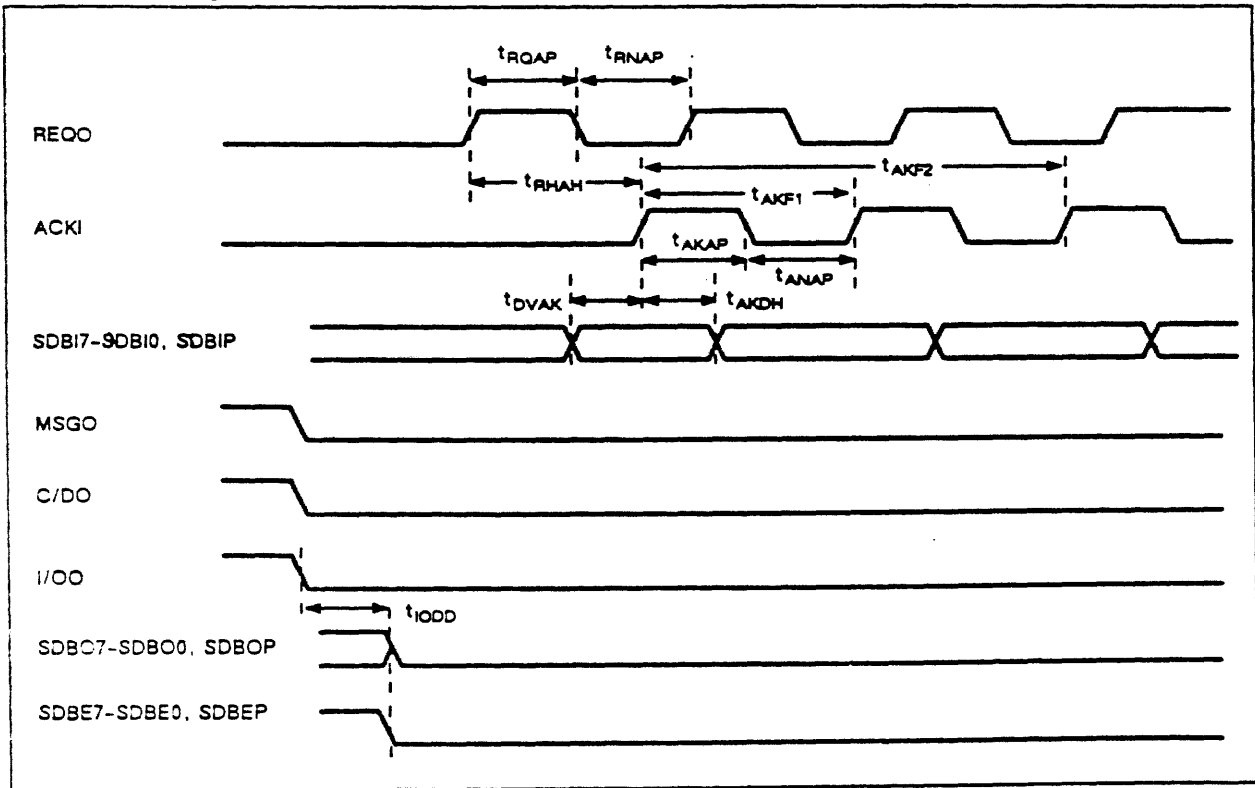 tRQAP
tRNAP
REQO
tAKF2
tRHAH
tAKF1
ACKI
tAKAP
tANAP
tDVAK
tAKDH
SDBI7-SDBI0, SDBIP
MSGO
C/DO
I/OO
tIODD
SDBO7-SDBO0, SDBOP
SDBE7-SDBE0, SDBEP